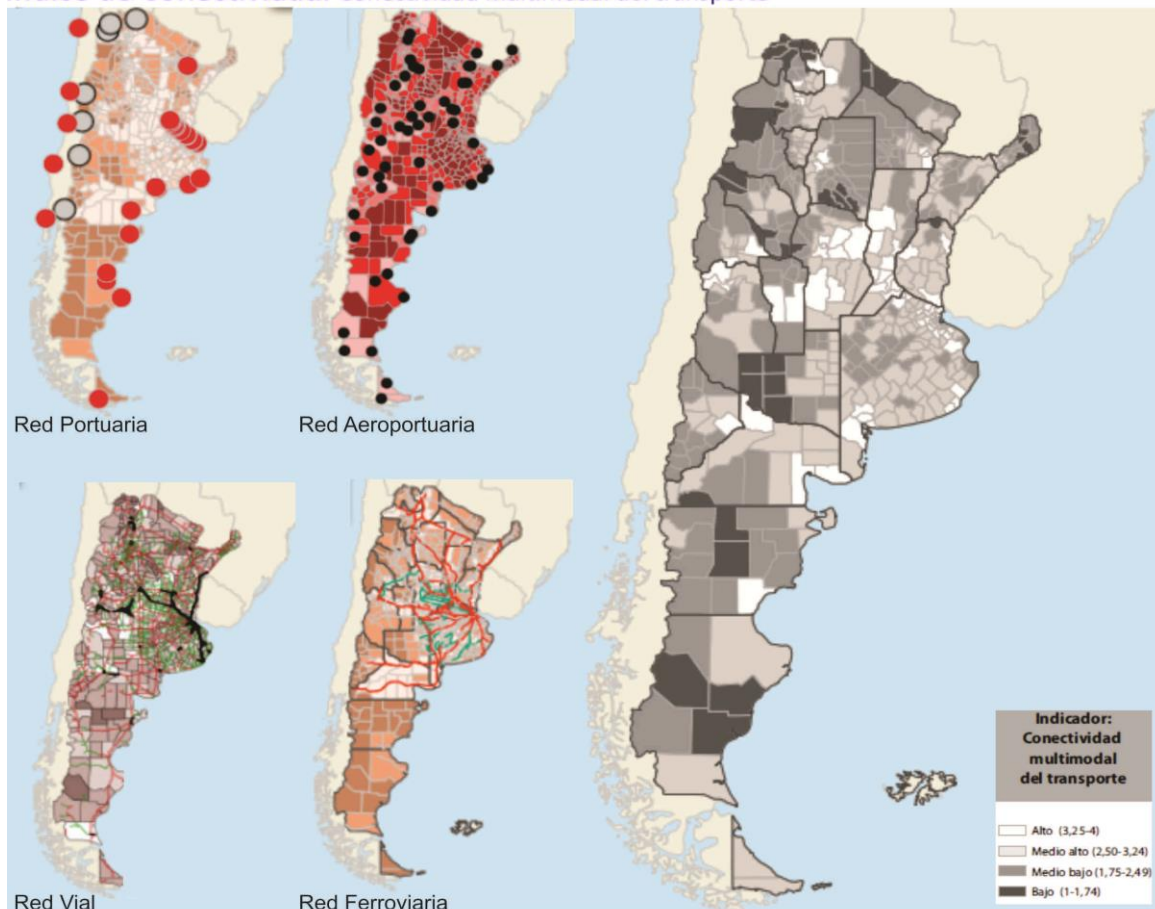 Red Portuaria
Red Aeroportuaria
Red Vial
Red Ferroviaria
Indicador:
Conectividad
multimodal
del transporte
Alto (3,25-4)
Medio alto (2,50-3,24)
Medio bajo (1,75-2,49)
Bajo (1-1,74)